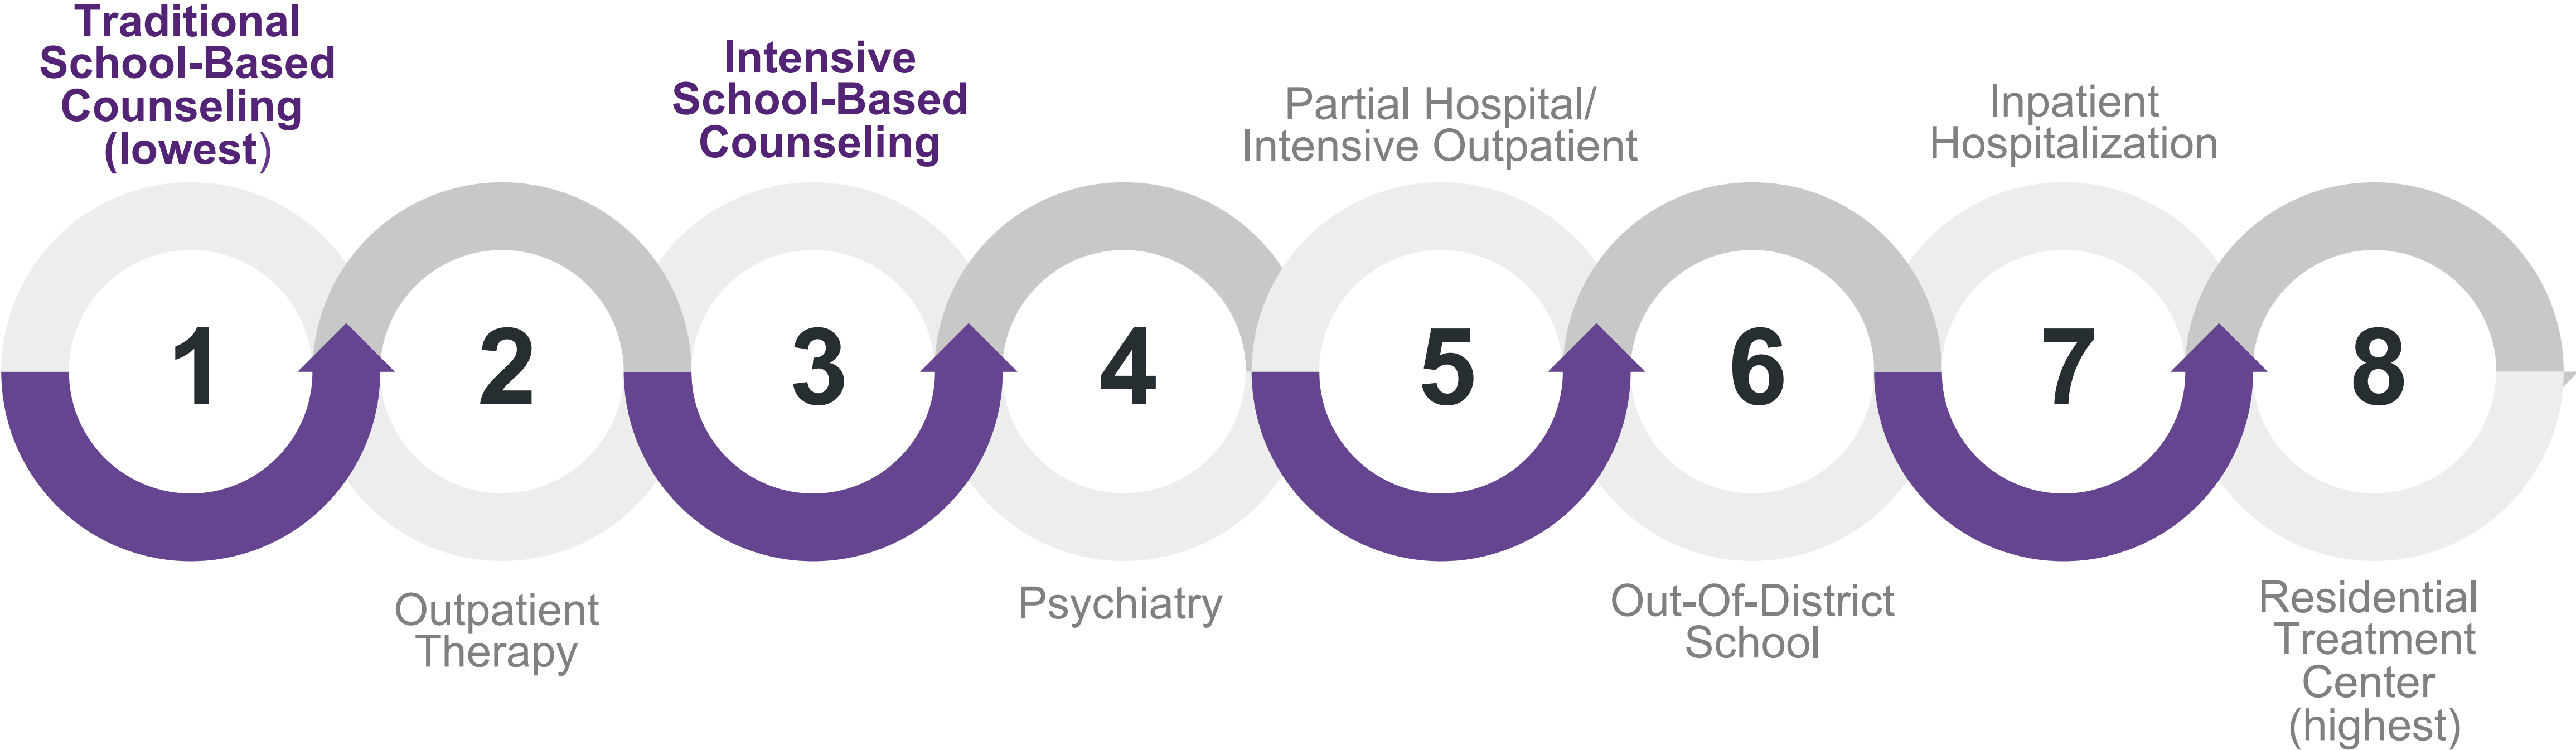 Traditional
School-Based
Counseling
(lowest)
Intensive
School-Based
Counseling
Partial Hospital/
Intensive Outpatient
Inpatient
Hospitalization
1
2
3
4
5
6
7
8
Outpatient
Therapy
Psychiatry
Out-Of-District
School
Residential
Treatment
Center
(highest)